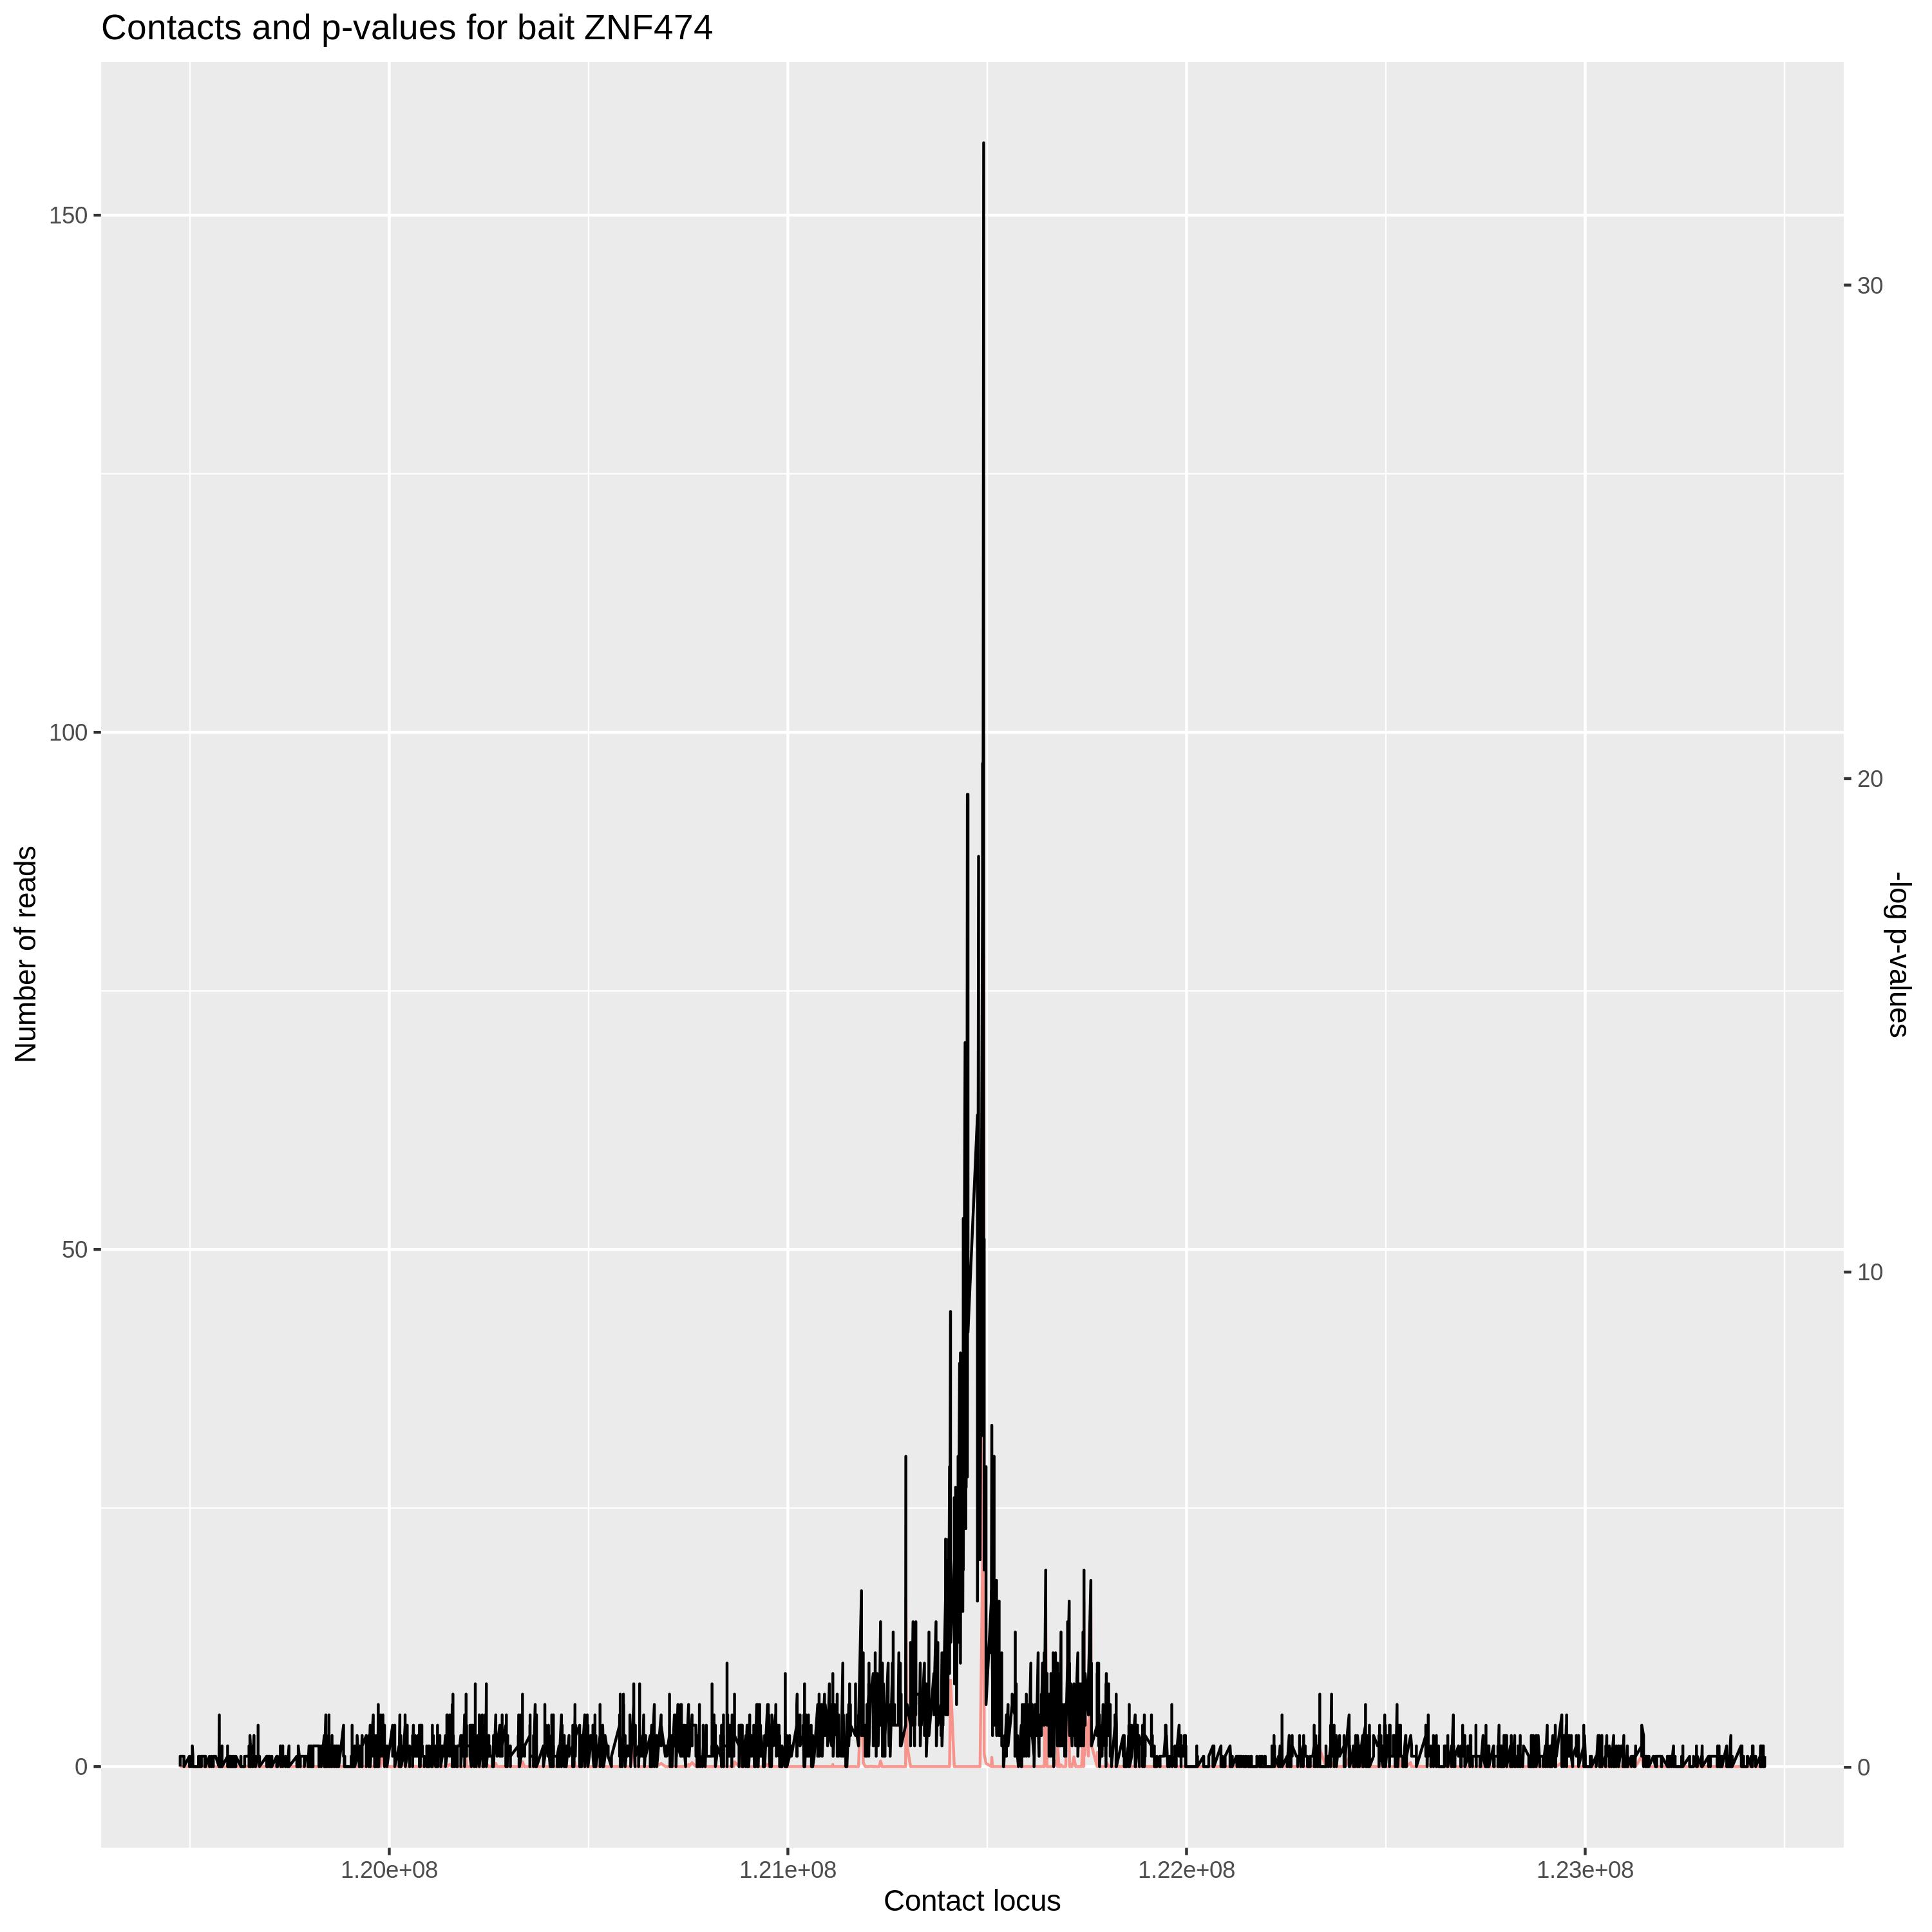 Contacts and p-values for bait ZNF474
150
100
50
0
30
20
10
0
Number of reads
-log p-values
1.20e+08 1.21e+08 1.22e+08 1.23e+08
Contact locus